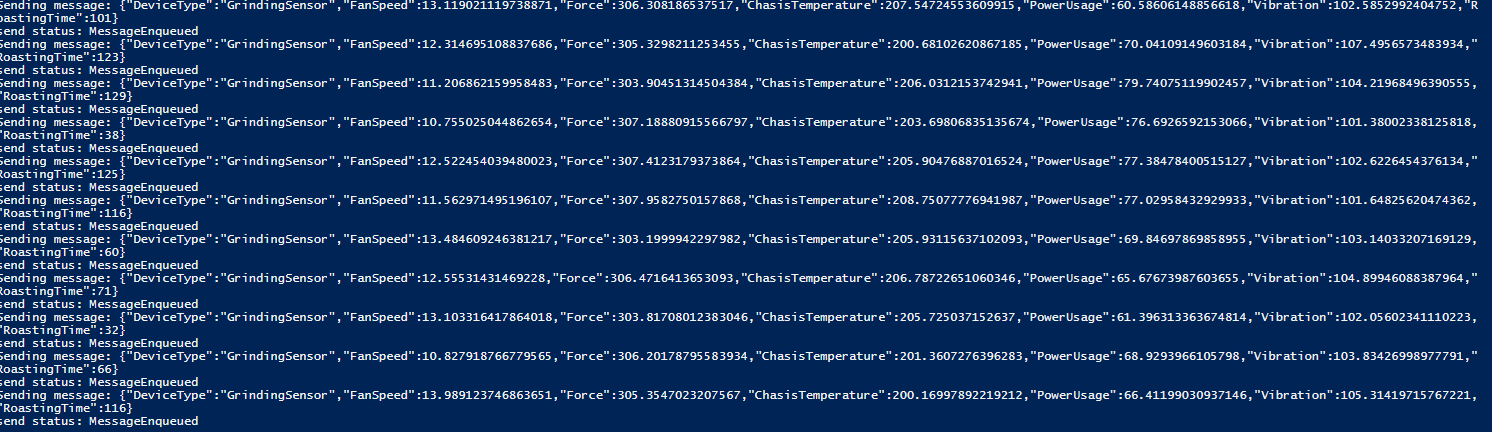 Sending message: {"DeviceType":"GrindingSensor","FanSpeed":13.119021119738871,"Force":306.308186537517,"ChasisTemperature":207.54724553609915,"PowerUsage":60.58606148856618,"Vibration":102.5852992404752,"R
oastingTime":101}
send status: MessageEnqueued
Sending message: {"DeviceType":"GrindingSensor","FanSpeed":12.314695108837686,"Force":305.3298211253455,"ChasisTemperature":200.68102620867185,"PowerUsage":70.04109149603184,"Vibration":107.4956573483934,"
RoastingTime":123}
send status: MessageEnqueued
Sending message: {"DeviceType":"GrindingSensor","FanSpeed":11.206862159958483,"Force":303.90451314504384,"ChasisTemperature":206.0312153742941,"PowerUsage":79.74075119902457,"Vibration":104.21968496390555,
"RoastingTime":129}
send status: MessageEnqueued
Sending message: {"DeviceType":"GrindingSensor","FanSpeed":10.755025044862654,"Force":307.18880915566797,"ChasisTemperature":203.69806835135674,"PowerUsage":76.6926592153066,"Vibration":101.38002338125818,
"RoastingTime":38}
send status: MessageEnqueued
Sending message: {"DeviceType":"GrindingSensor","FanSpeed":12.522454039480023,"Force":307.4123179373864,"ChasisTemperature":205.90476887016524,"PowerUsage":77.38478400515127,"Vibration":102.6226454376134,"
RoastingTime":125}
send status: MessageEnqueued
Sending message: {"DeviceType":"GrindingSensor","FanSpeed":11.562971495196107,"Force":307.9582750157868,"ChasisTemperature":208.75077776941987,"PowerUsage":77.02958432929933,"Vibration":101.64825620474362,
"RoastingTime":116}
send status: MessageEnqueued
Sending message: {"DeviceType":"GrindingSensor","FanSpeed":13.484609246381217,"Force":303.1999942297982,"ChasisTemperature":205.93115637102093,"PowerUsage":69.84697869858955,"Vibration":103.14033207169129,
"RoastingTime":60}
send status: MessageEnqueued
Sending message: {"DeviceType":"GrindingSensor","FanSpeed":12.55531431469228,"Force":306.4716413653093,"ChasisTemperature":206.78722651060346,"PowerUsage":65.67673987603655,"Vibration":104.89946088387964,"
RoastingTime":71}
send status: MessageEnqueued
Sending message: {"DeviceType":"GrindingSensor","FanSpeed":13.103316417864018,"Force":303.81708012383046,"ChasisTemperature":205.725037152637,"PowerUsage":61.396313363674814,"Vibration":102.05602341110223,
"RoastingTime":32}
send status: MessageEnqueued
Sending message: {"DeviceType":"GrindingSensor","FanSpeed":10.827918766779565,"Force":306.20178795583934,"ChasisTemperature":201.3607276396283,"PowerUsage":68.9293966105798,"Vibration":103.83426998977791,"
RoastingTime":66}
send status: MessageEnqueued
Sending message: {"DeviceType":"GrindingSensor","FanSpeed":13.989123746863651,"Force":305.3547023207567,"ChasisTemperature":200.16997892219212,"PowerUsage":66.41199030937146,"Vibration":105.31419715767221,
"RoastingTime":116}
send status: MessageEnqueued